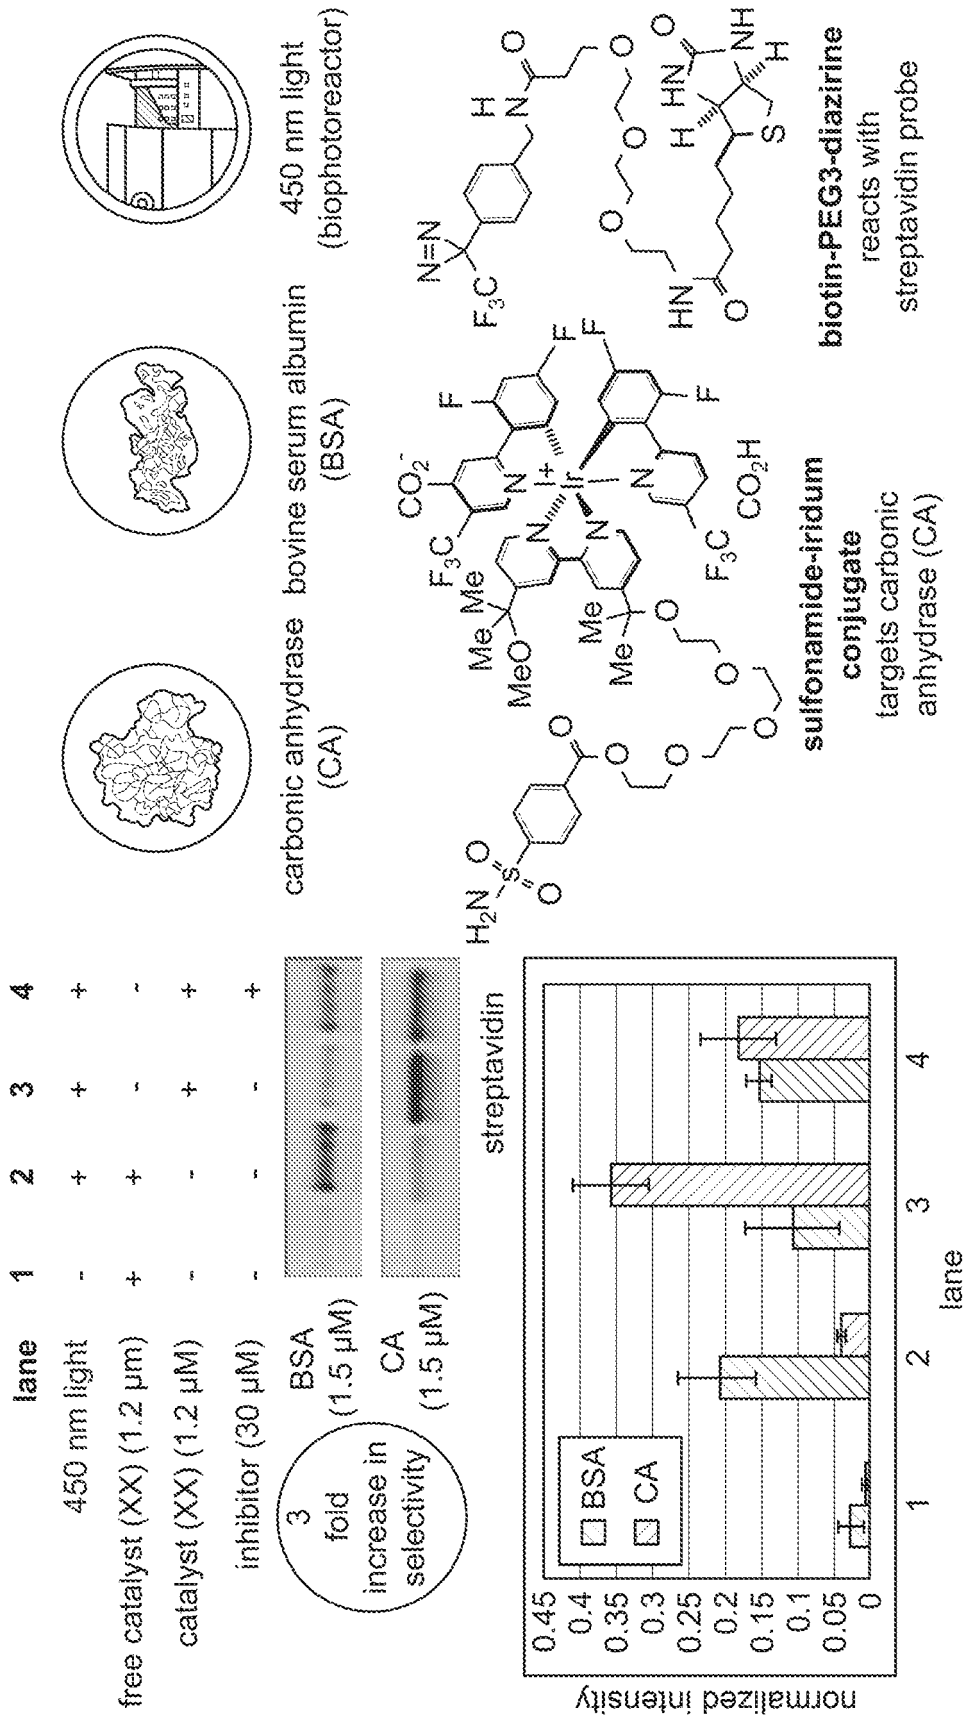 lane 1 2 3 4
450 nm light - + + +
free catalyst (XX) (1.2 µm) + + - -
catalyst (XX) (1.2 µM) - - + +
inhibitor (30 µM) - - - +
3
fold
increase in
selectivity
BSA
(1.5 µM)
CA
(1.5 µM)
streptavidin
normalized intensity
0.45
0.4
0.35
0.3
0.25
0.2
0.15
0.1
0.05
0
BSA
CA
1 2 3 4
lane
carbonic anhydrase
(CA)
bovine serum albumin
(BSA)
450 nm light
(biophotoreactor)
H₂N
S
O
O
O
O
O
O
O
O
MeO
Me
Me
Me
Me
F₃C
CO₂⁻
N
N
N
N
Ir
I+
F
F
F
F
F₃C
CO₂H
sulfonamide-iridum
conjugate
targets carbonic
anhydrase (CA)
F₃C
N=N
H
N
O
O
O
O
HN
O
H
S
H
HN
NH
O
biotin-PEG3-diazirine
reacts with
streptavidin probe